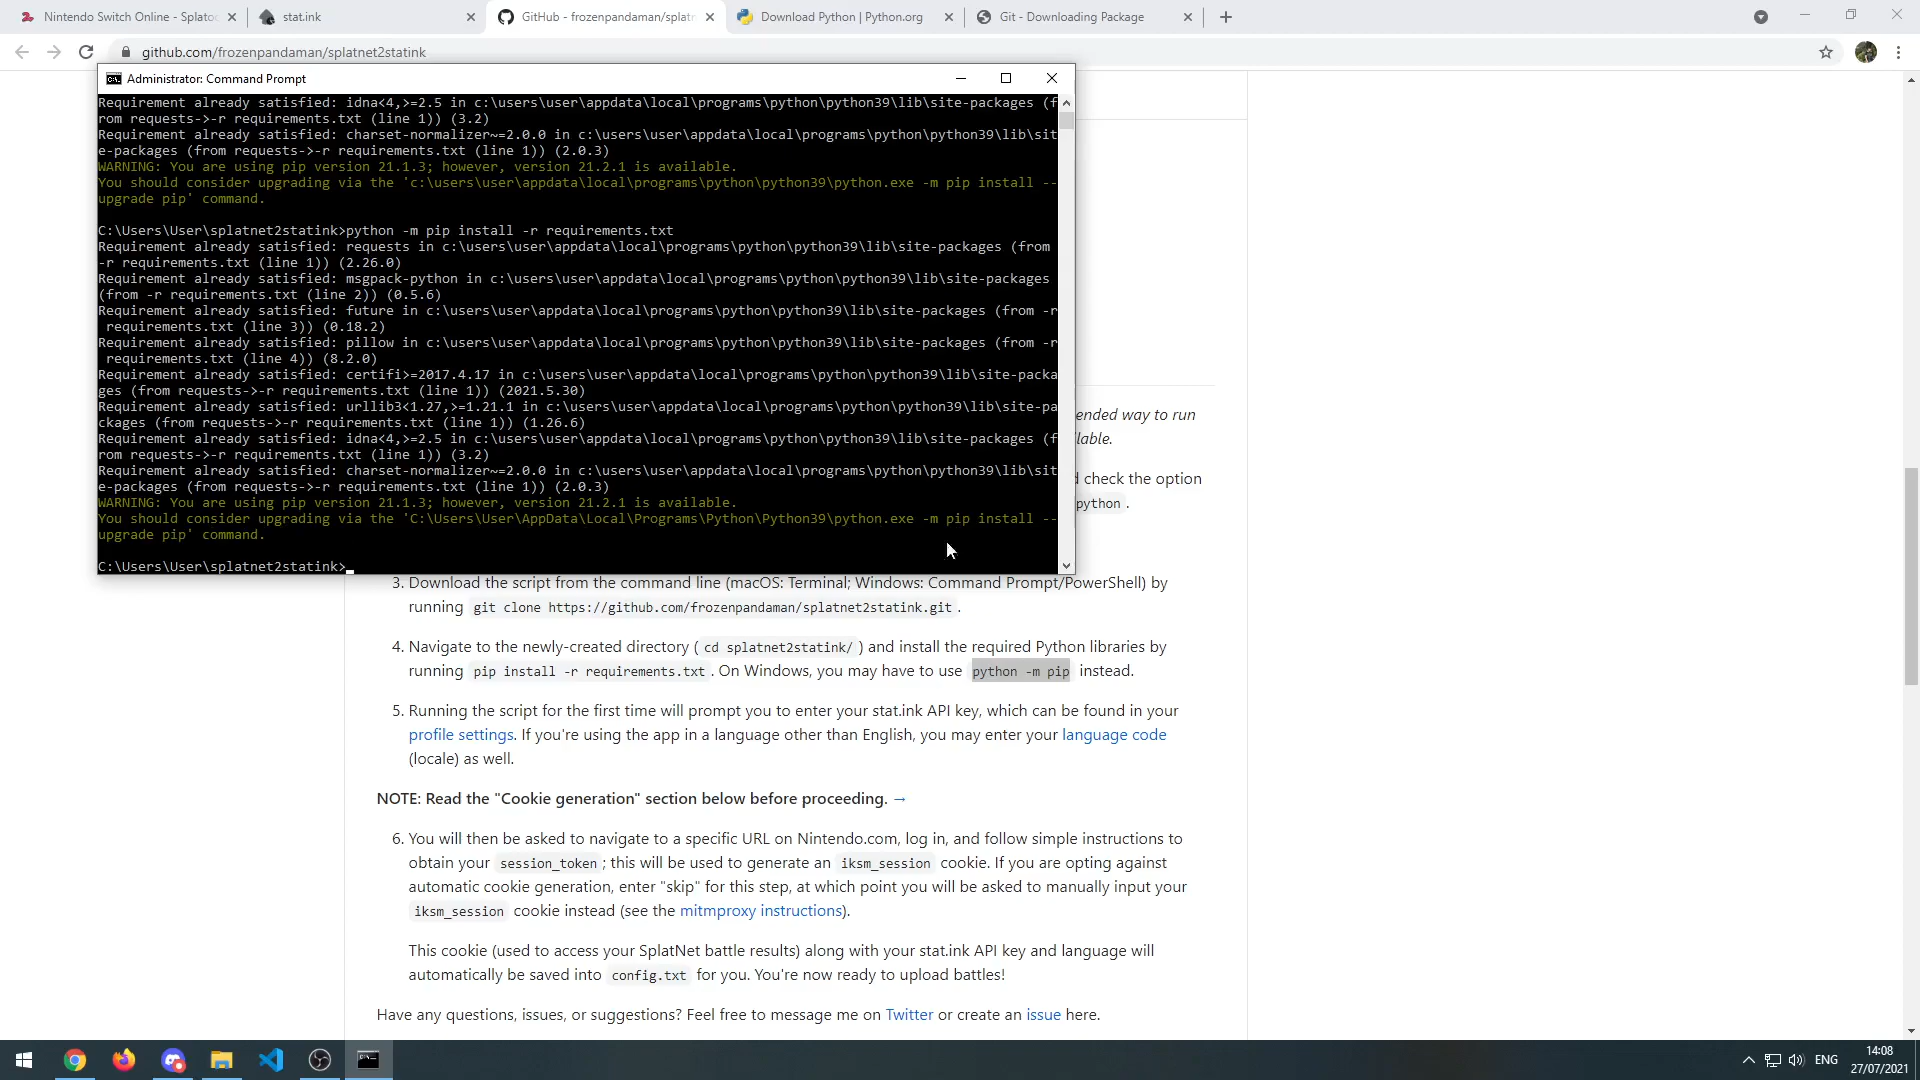 Nintendo Switch Online - Splatoo
stat.ink
GitHub - frozenpandaman/splatn
Download Python | Python.org
Git - Downloading Package
github.com/frozenpandaman/splatnet2statink
Administrator: Command Prompt
Requirement already satisfied: idna<4,>=2.5 in c:\users\user\appdata\local\programs\python\python39\lib\site-packages (f
rom requests->-r requirements.txt (line 1)) (3.2)
Requirement already satisfied: charset-normalizer~=2.0.0 in c:\users\user\appdata\local\programs\python\python39\lib\sit
e-packages (from requests->-r requirements.txt (line 1)) (2.0.3)
WARNING: You are using pip version 21.1.3; however, version 21.2.1 is available.
You should consider upgrading via the 'c:\users\user\appdata\local\programs\python\python39\python.exe -m pip install --
upgrade pip' command.
C:\Users\User\splatnet2statink>python -m pip install -r requirements.txt
Requirement already satisfied: requests in c:\users\user\appdata\local\programs\python\python39\lib\site-packages (from
-r requirements.txt (line 1)) (2.26.0)
Requirement already satisfied: msgpack-python in c:\users\user\appdata\local\programs\python\python39\lib\site-packages
(from -r requirements.txt (line 2)) (0.5.6)
Requirement already satisfied: future in c:\users\user\appdata\local\programs\python\python39\lib\site-packages (from -r
requirements.txt (line 3)) (0.18.2)
Requirement already satisfied: pillow in c:\users\user\appdata\local\programs\python\python39\lib\site-packages (from -r
requirements.txt (line 4)) (8.2.0)
Requirement already satisfied: certifi>=2017.4.17 in c:\users\user\appdata\local\programs\python\python39\lib\site-packa
ges (from requests->-r requirements.txt (line 1)) (2021.5.30)
Requirement already satisfied: urllib3<1.27,>=1.21.1 in c:\users\user\appdata\local\programs\python\python39\lib\site-pa
ckages (from requests->-r requirements.txt (line 1)) (1.26.6)
Requirement already satisfied: idna<4,>=2.5 in c:\users\user\appdata\local\programs\python\python39\lib\site-packages (f
rom requests->-r requirements.txt (line 1)) (3.2)
Requirement already satisfied: charset-normalizer~=2.0.0 in c:\users\user\appdata\local\programs\python\python39\lib\sit
e-packages (from requests->-r requirements.txt (line 1)) (2.0.3)
WARNING: You are using pip version 21.1.3; however, version 21.2.1 is available.
You should consider upgrading via the 'C:\Users\User\AppData\Local\Programs\Python\Python39\python.exe -m pip install --
upgrade pip' command.
C:\Users\User\splatnet2statink>
ended way to run
lable.
d check the option
python .
3. Download the script from the command line (macOS: Terminal; Windows: Command Prompt/PowerShell) by
running git clone https://github.com/frozenpandaman/splatnet2statink.git .
4. Navigate to the newly-created directory ( cd splatnet2statink/ ) and install the required Python libraries by
running pip install -r requirements.txt . On Windows, you may have to use python -m pip instead.
5. Running the script for the first time will prompt you to enter your stat.ink API key, which can be found in your
profile settings. If you're using the app in a language other than English, you may enter your language code
(locale) as well.
NOTE: Read the "Cookie generation" section below before proceeding. →
6. You will then be asked to navigate to a specific URL on Nintendo.com, log in, and follow simple instructions to
obtain your session_token ; this will be used to generate an iksm_session cookie. If you are opting against
automatic cookie generation, enter "skip" for this step, at which point you will be asked to manually input your
iksm_session cookie instead (see the mitmproxy instructions).
This cookie (used to access your SplatNet battle results) along with your stat.ink API key and language will
automatically be saved into config.txt for you. You're now ready to upload battles!
Have any questions, issues, or suggestions? Feel free to message me on Twitter or create an issue here.
ENG
14:08
27/07/2021